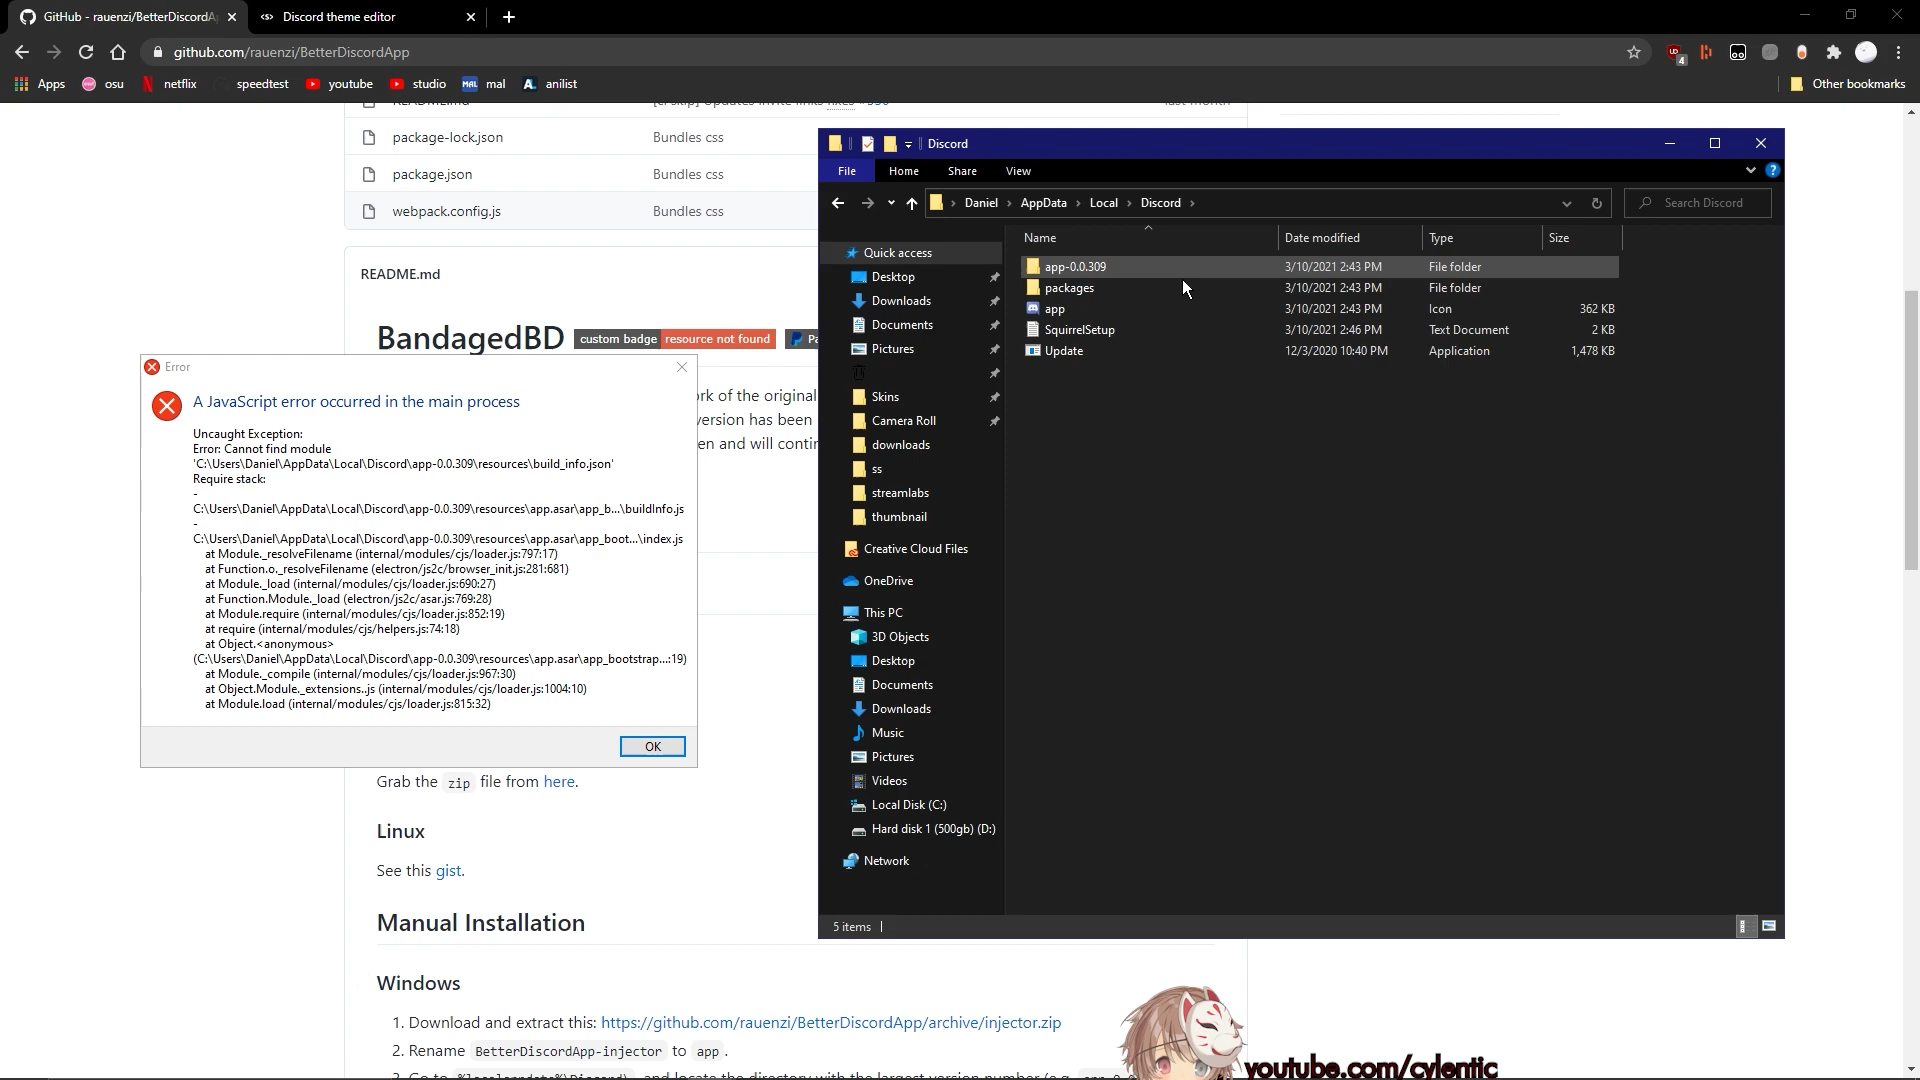 GitHub - rauenzi/BetterDiscordA
Discord theme editor
github.com/rauenzi/BetterDiscordApp
4
Apps
osu
netflix
speedtest
youtube
studio
MAL mal
anilist
Other bookmarks
package-lock.json Bundles css
package.json Bundles css
webpack.config.js Bundles css
README.md
BandagedBD custom badge resource not found Pa
rk of the original
version has been
en and will contin
Error
A JavaScript error occurred in the main process
Uncaught Exception:
Error: Cannot find module
'C:\Users\Daniel\AppData\Local\Discord\app-0.0.309\resources\build_info.json'
Require stack:
-
C:\Users\Daniel\AppData\Local\Discord\app-0.0.309\resources\app.asar\app_b...\buildInfo.js
-
C:\Users\Daniel\AppData\Local\Discord\app-0.0.309\resources\app.asar\app_boot...\index.js
at Module._resolveFilename (internal/modules/cjs/loader.js:797:17)
at Function.o._resolveFilename (electron/js2c/browser_init.js:281:681)
at Module._load (internal/modules/cjs/loader.js:690:27)
at Function.Module._load (electron/js2c/asar.js:769:28)
at Module.require (internal/modules/cjs/loader.js:852:19)
at require (internal/modules/cjs/helpers.js:74:18)
at Object.<anonymous>
(C:\Users\Daniel\AppData\Local\Discord\app-0.0.309\resources\app.asar\app_bootstrap...:19)
at Module._compile (internal/modules/cjs/loader.js:967:30)
at Object.Module._extensions..js (internal/modules/cjs/loader.js:1004:10)
at Module.load (internal/modules/cjs/loader.js:815:32)
OK
Grab the zip file from here.
Linux
See this gist.
Manual Installation
Windows
1. Download and extract this: https://github.com/rauenzi/BetterDiscordApp/archive/injector.zip
2. Rename BetterDiscordApp-injector to app .
Discord
File Home Share View
Daniel › AppData › Local › Discord ›
Search Discord
Name Date modified Type Size
app-0.0.309 3/10/2021 2:43 PM File folder
packages 3/10/2021 2:43 PM File folder
app 3/10/2021 2:43 PM Icon 362 KB
SquirrelSetup 3/10/2021 2:46 PM Text Document 2 KB
Update 12/3/2020 10:40 PM Application 1,478 KB
Quick access
Desktop
Downloads
Documents
Pictures
Skins
Camera Roll
downloads
ss
streamlabs
thumbnail
Creative Cloud Files
OneDrive
This PC
3D Objects
Desktop
Documents
Downloads
Music
Pictures
Videos
Local Disk (C:)
Hard disk 1 (500gb) (D:)
Network
5 items
youtube.com/cylentic